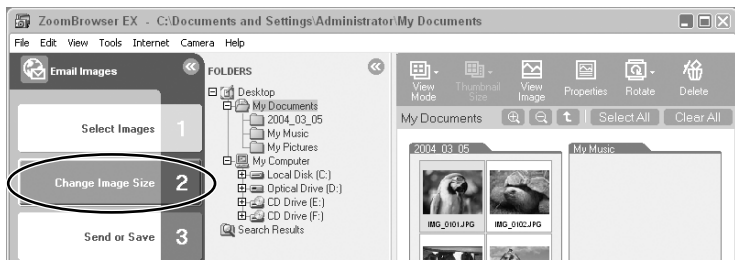 ZoomBrowser EX - C:\Documents and Settings\Administrator\My Documents
File Edit View Tools Internet Camera Help
Email Images
Select Images 1
Change Image Size 2
Send or Save 3
FOLDERS
Desktop
My Documents
2004_03_05
My Music
My Pictures
My Computer
Local Disk (C:)
Optical Drive (D:)
CD Drive (E:)
CD Drive (F:)
Search Results
View Mode
Thumbnail Size
View Image
Properties
Rotate
Delete
My Documents Select All Clear All
2004_03_05
My Music
IMG_0101.JPG
IMG_0102.JPG